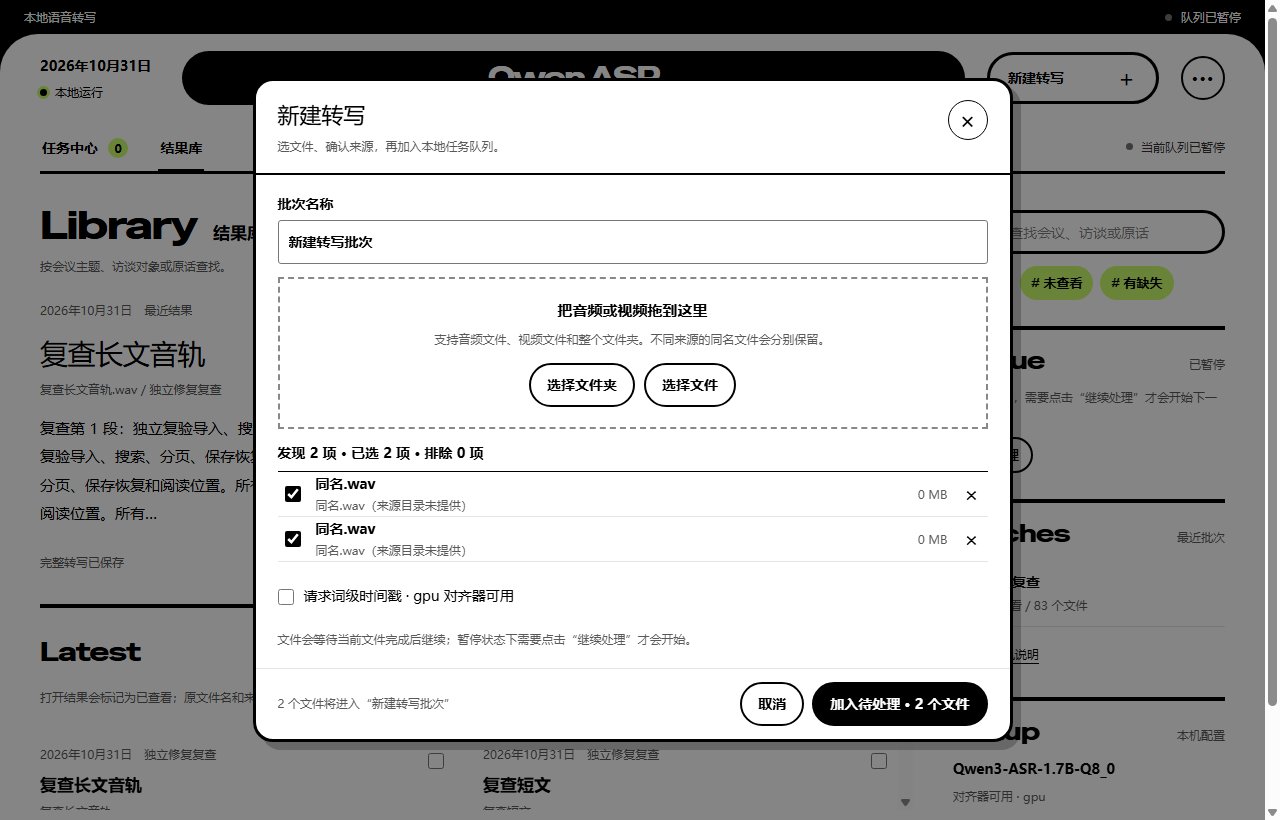 本地语音转写
队列已暂停
2026年10月31日
本地运行
Qwen ASR
新建转写 +
任务中心 0
结果库
当前队列已暂停
Library 结果库
按会议主题、访谈对象或原话查找。
查找会议、访谈或原话
# 未查看
# 有缺失
2026年10月31日 最近结果
复查长文音轨
复查长文音轨.wav / 独立修复复查
复查第 1 段：独立复验导入、搜
复验导入、搜索、分页、保存恢
分页、保存恢复和阅读位置。所
阅读位置。所有...
完整转写已保存
ue
已暂停
，需要点击“继续处理”才会开始下一
理
ches
最近批次
复查
看 / 83 个文件
说明
Latest
打开结果会标记为已查看；原文件名和来
2026年10月31日 独立修复复查
复查长文音轨
复查长文音轨
2026年10月31日 独立修复复查
复查短文
复查短文
up
本机配置
Qwen3-ASR-1.7B-Q8_0
对齐器可用 · gpu
新建转写
选文件、确认来源，再加入本地任务队列。
批次名称
新建转写批次
把音频或视频拖到这里
支持音频文件、视频文件和整个文件夹。不同来源的同名文件会分别保留。
选择文件夹
选择文件
发现 2 项 • 已选 2 项 • 排除 0 项
同名.wav
同名.wav（来源目录未提供）
0 MB
同名.wav
同名.wav（来源目录未提供）
0 MB
请求词级时间戳 · gpu 对齐器可用
文件会等待当前文件完成后继续；暂停状态下需要点击“继续处理”才会开始。
2 个文件将进入“新建转写批次”
取消
加入待处理 • 2 个文件